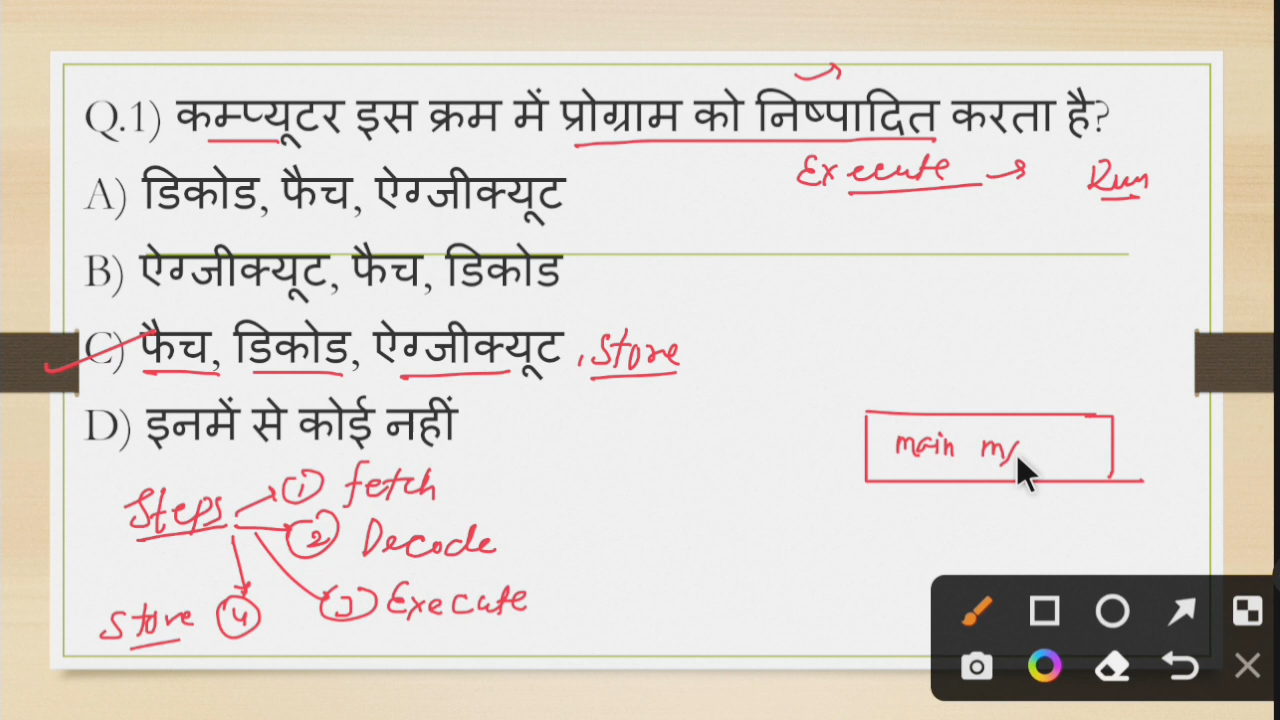 Q.1) कम्प्यूटर इस क्रम में प्रोग्राम को निष्पादित करता है?
Execute → Run
A) डिकोड, फैच, ऐग्जीक्यूट
B) ऐग्जीक्यूट, फैच, डिकोड
C) फैच, डिकोड, ऐग्जीक्यूट , Store
D) इनमें से कोई नहीं
main m/
Steps
① fetch
② Decode
③ Execute
Store ④